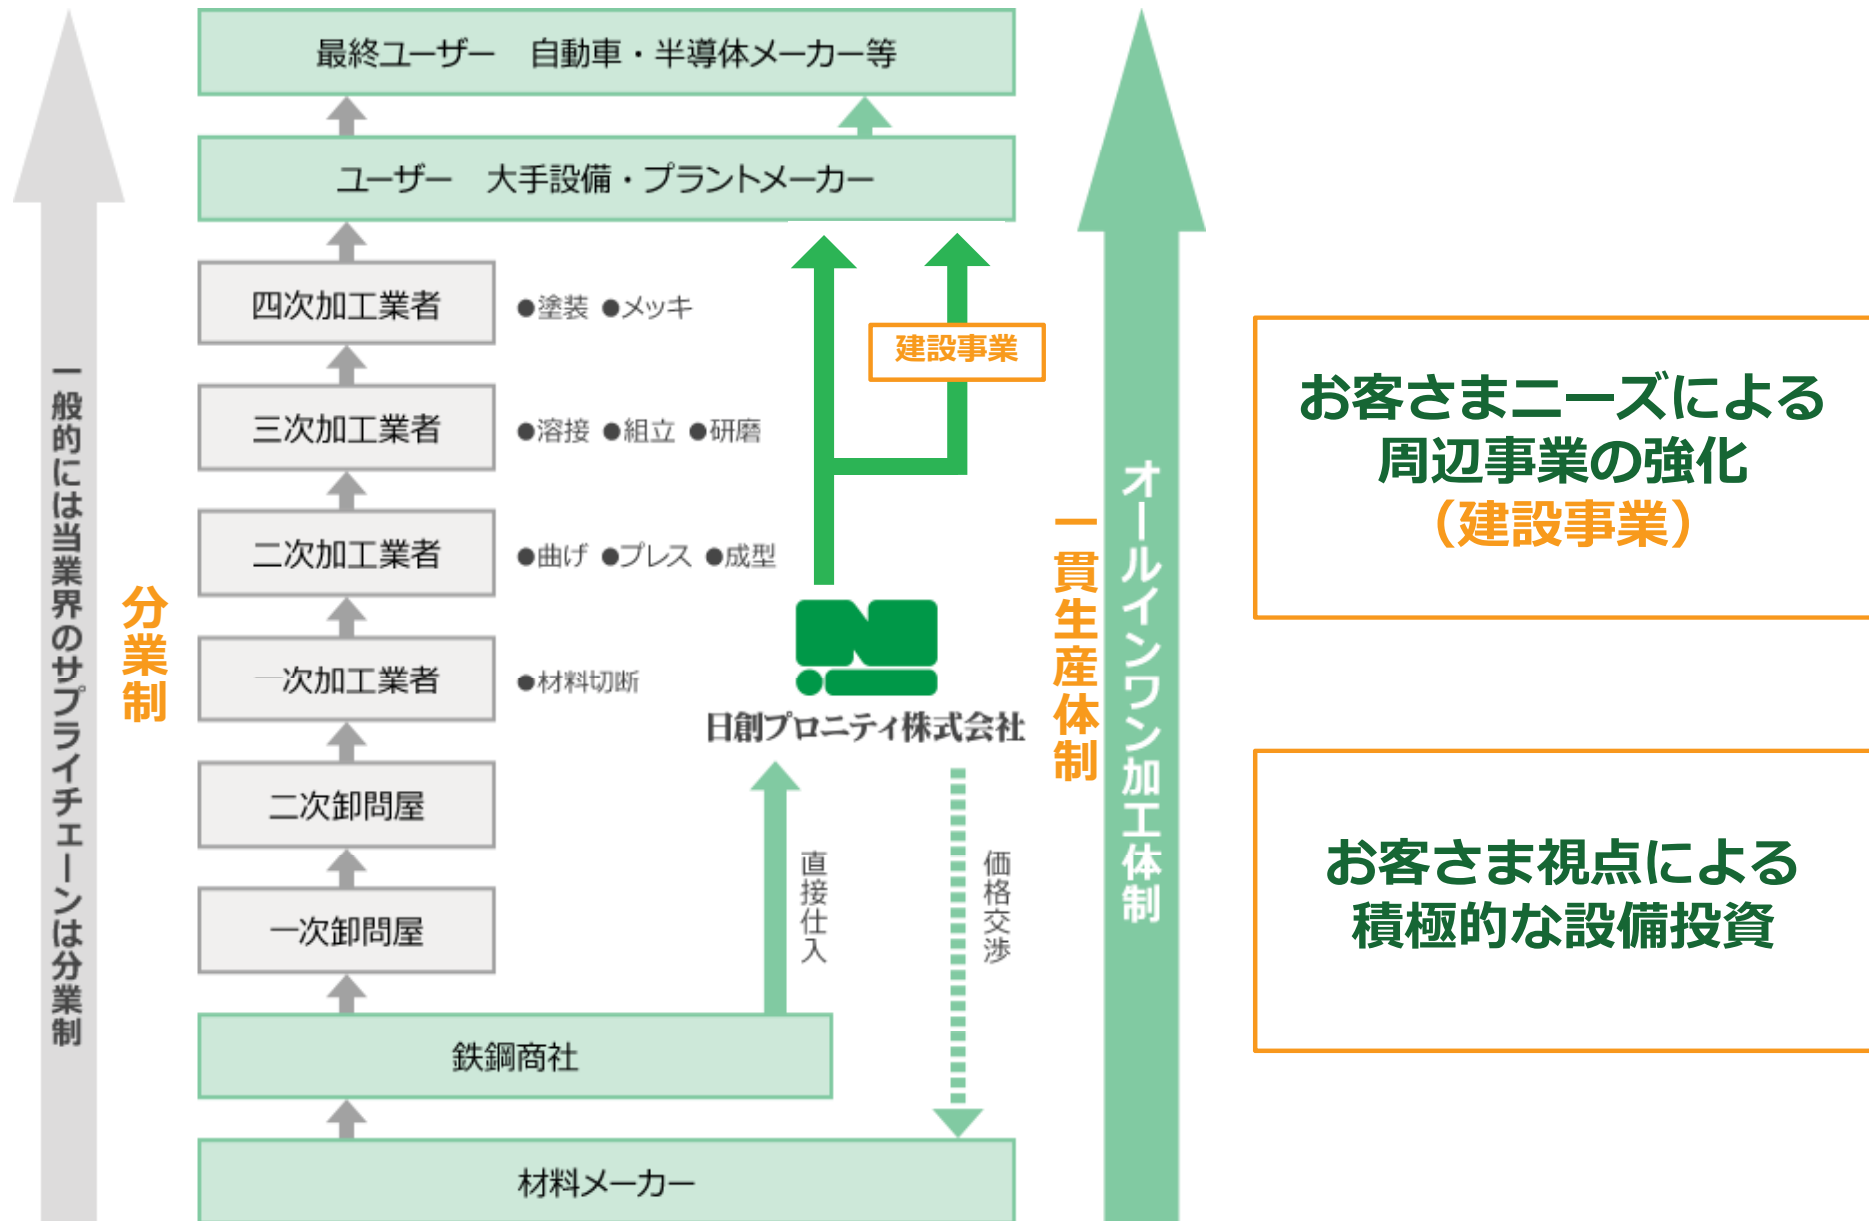 最終ユーザー　自動車・半導体メーカー等
ユーザー　大手設備・プラントメーカー
四次加工業者
●塗装 ●メッキ
建設事業
三次加工業者
●溶接 ●組立 ●研磨
二次加工業者
●曲げ ●プレス ●成型
一次加工業者
●材料切断
日創プロニティ株式会社
二次卸問屋
一次卸問屋
直接仕入
価格交渉
鉄鋼商社
材料メーカー
一般的には当業界のサプライチェーンは分業制
分業制
一貫生産体制
オールインワン加工体制
お客さまニーズによる
周辺事業の強化
（建設事業）
お客さま視点による
積極的な設備投資